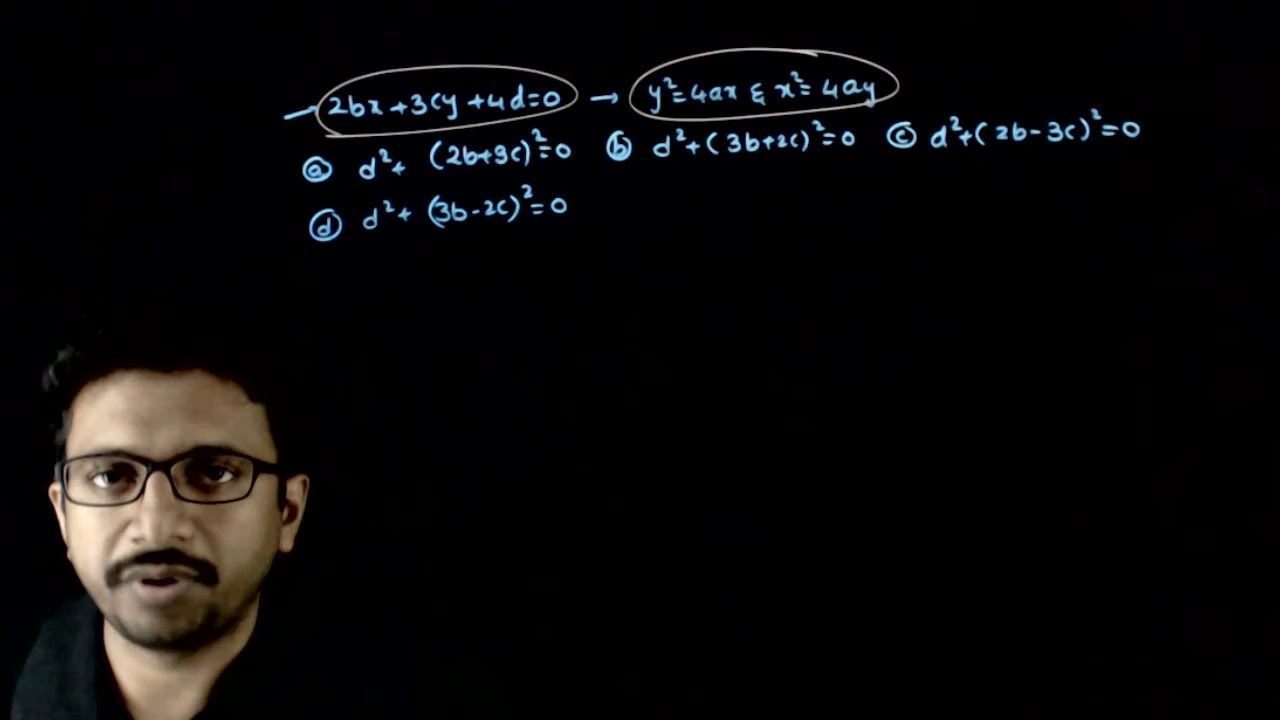 → 2bx+3cy+4d=0 → y²=4ax & x²=4ay
ⓐ d²+ (2b+3c)²=0 ⓑ d²+(3b+2c)²=0 ⓒ d²+(2b-3c)²=0
ⓓ d²+ (3b-2c)²=0